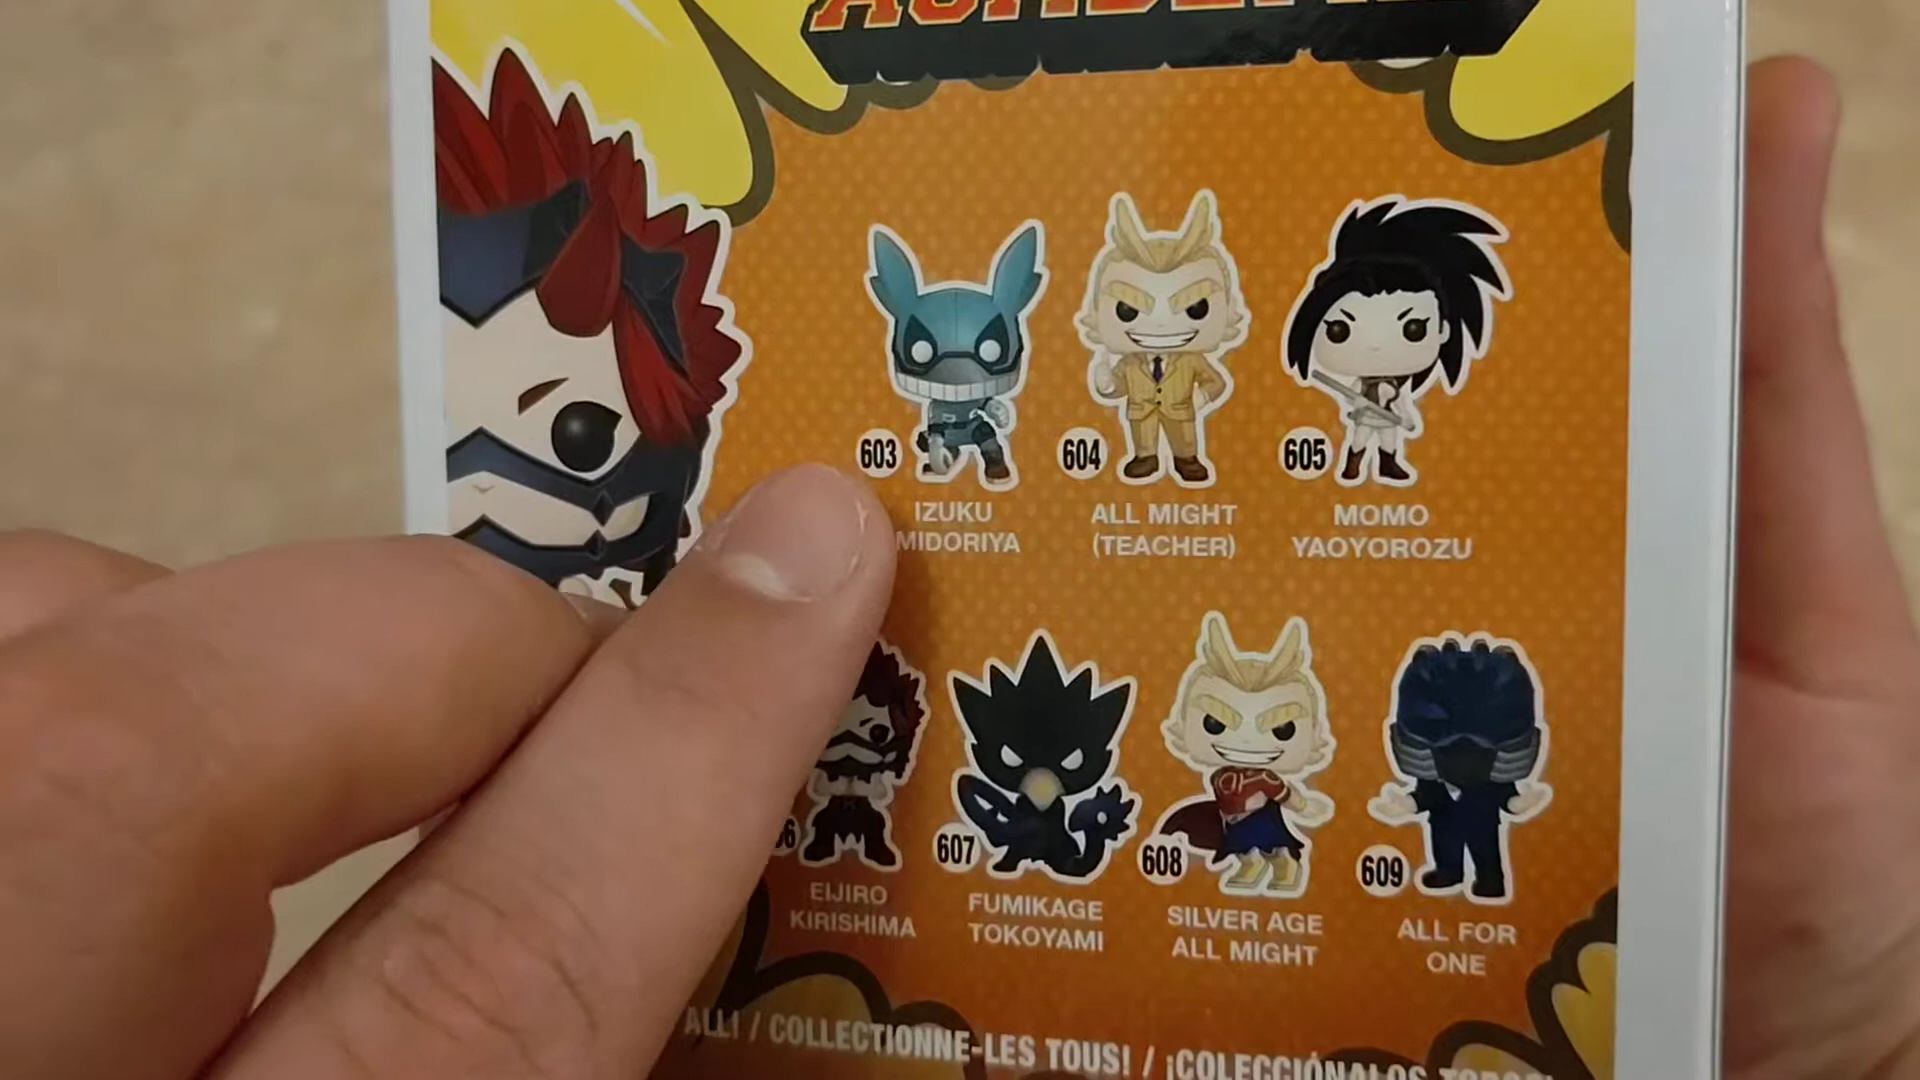 603
604
605
IZUKU
MIDORIYA
ALL MIGHT
(TEACHER)
MOMO
YAOYOROZU
607
608
609
EIJIRO
KIRISHIMA
FUMIKAGE
TOKOYAMI
SILVER AGE
ALL MIGHT
ALL FOR
ONE
ALL! / COLLECTIONNE-LES TOUS! / ¡COLECCIÓNALOS